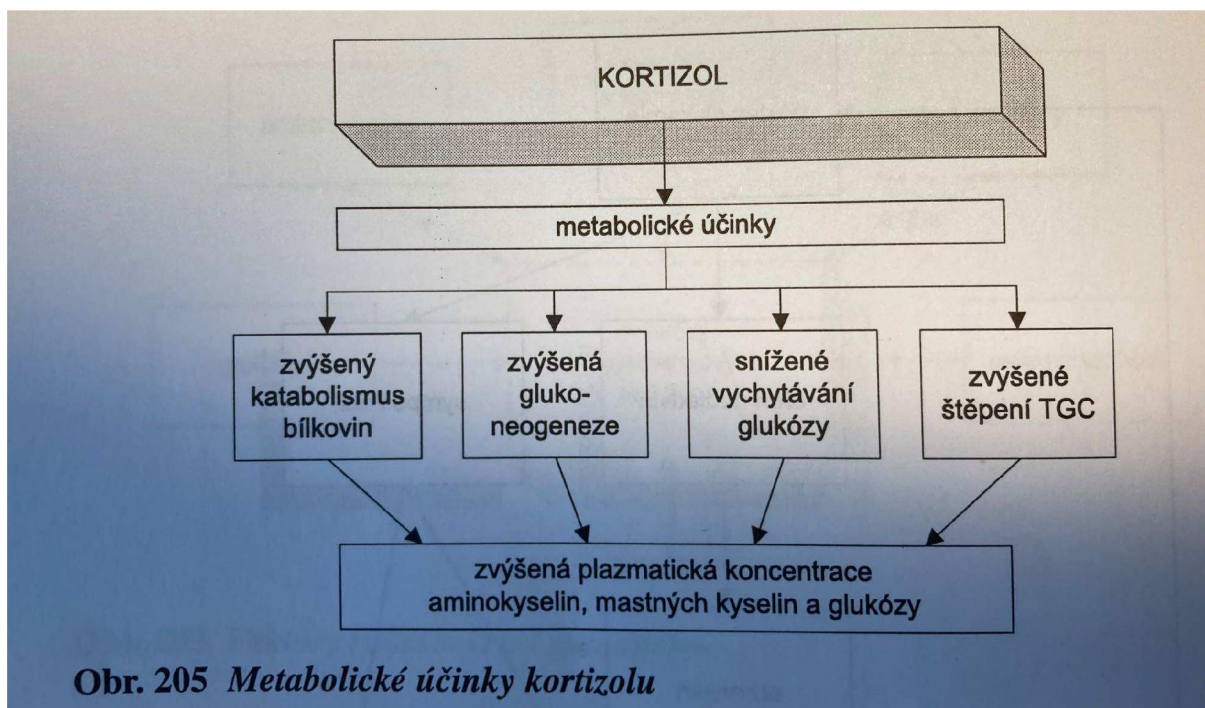 KORTIZOL
metabolické účinky
zvýšený
katabolismus
bílkovin
zvýšená
gluko-
neogeneze
snížené
vychytávání
glukózy
zvýšené
štěpení TGC
zvýšená plazmatická koncentrace
aminokyselin, mastných kyselin a glukózy
Obr. 205 Metabolické účinky kortizolu